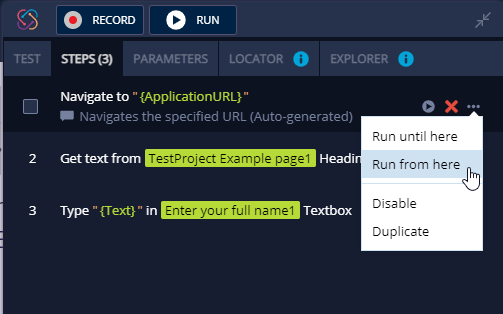 RECORD RUN
TEST STEPS (3) PARAMETERS LOCATOR i EXPLORER i
Navigate to "{ApplicationURL}"
Navigates the specified URL (Auto-generated)
Run until here
Run from here
Disable
Duplicate
2 Get text from TestProject Example page1
3 Type "{Text}" in Enter your full name1 Textbox